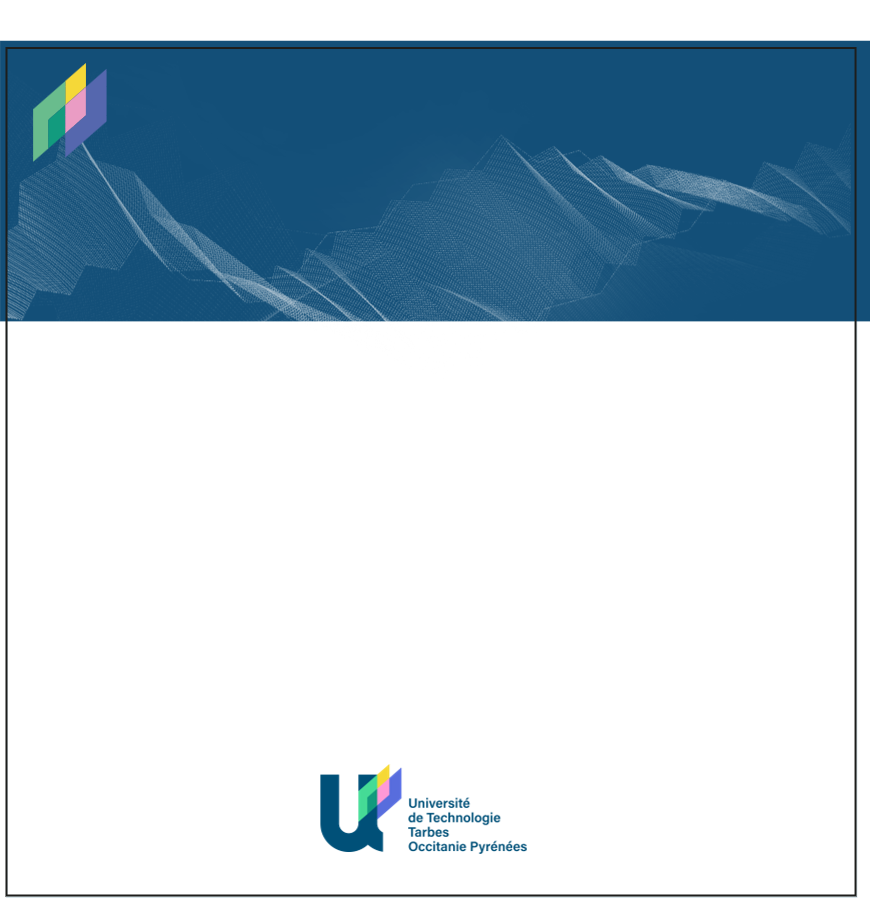 Université
de Technologie
Tarbes
Occitanie Pyrénées